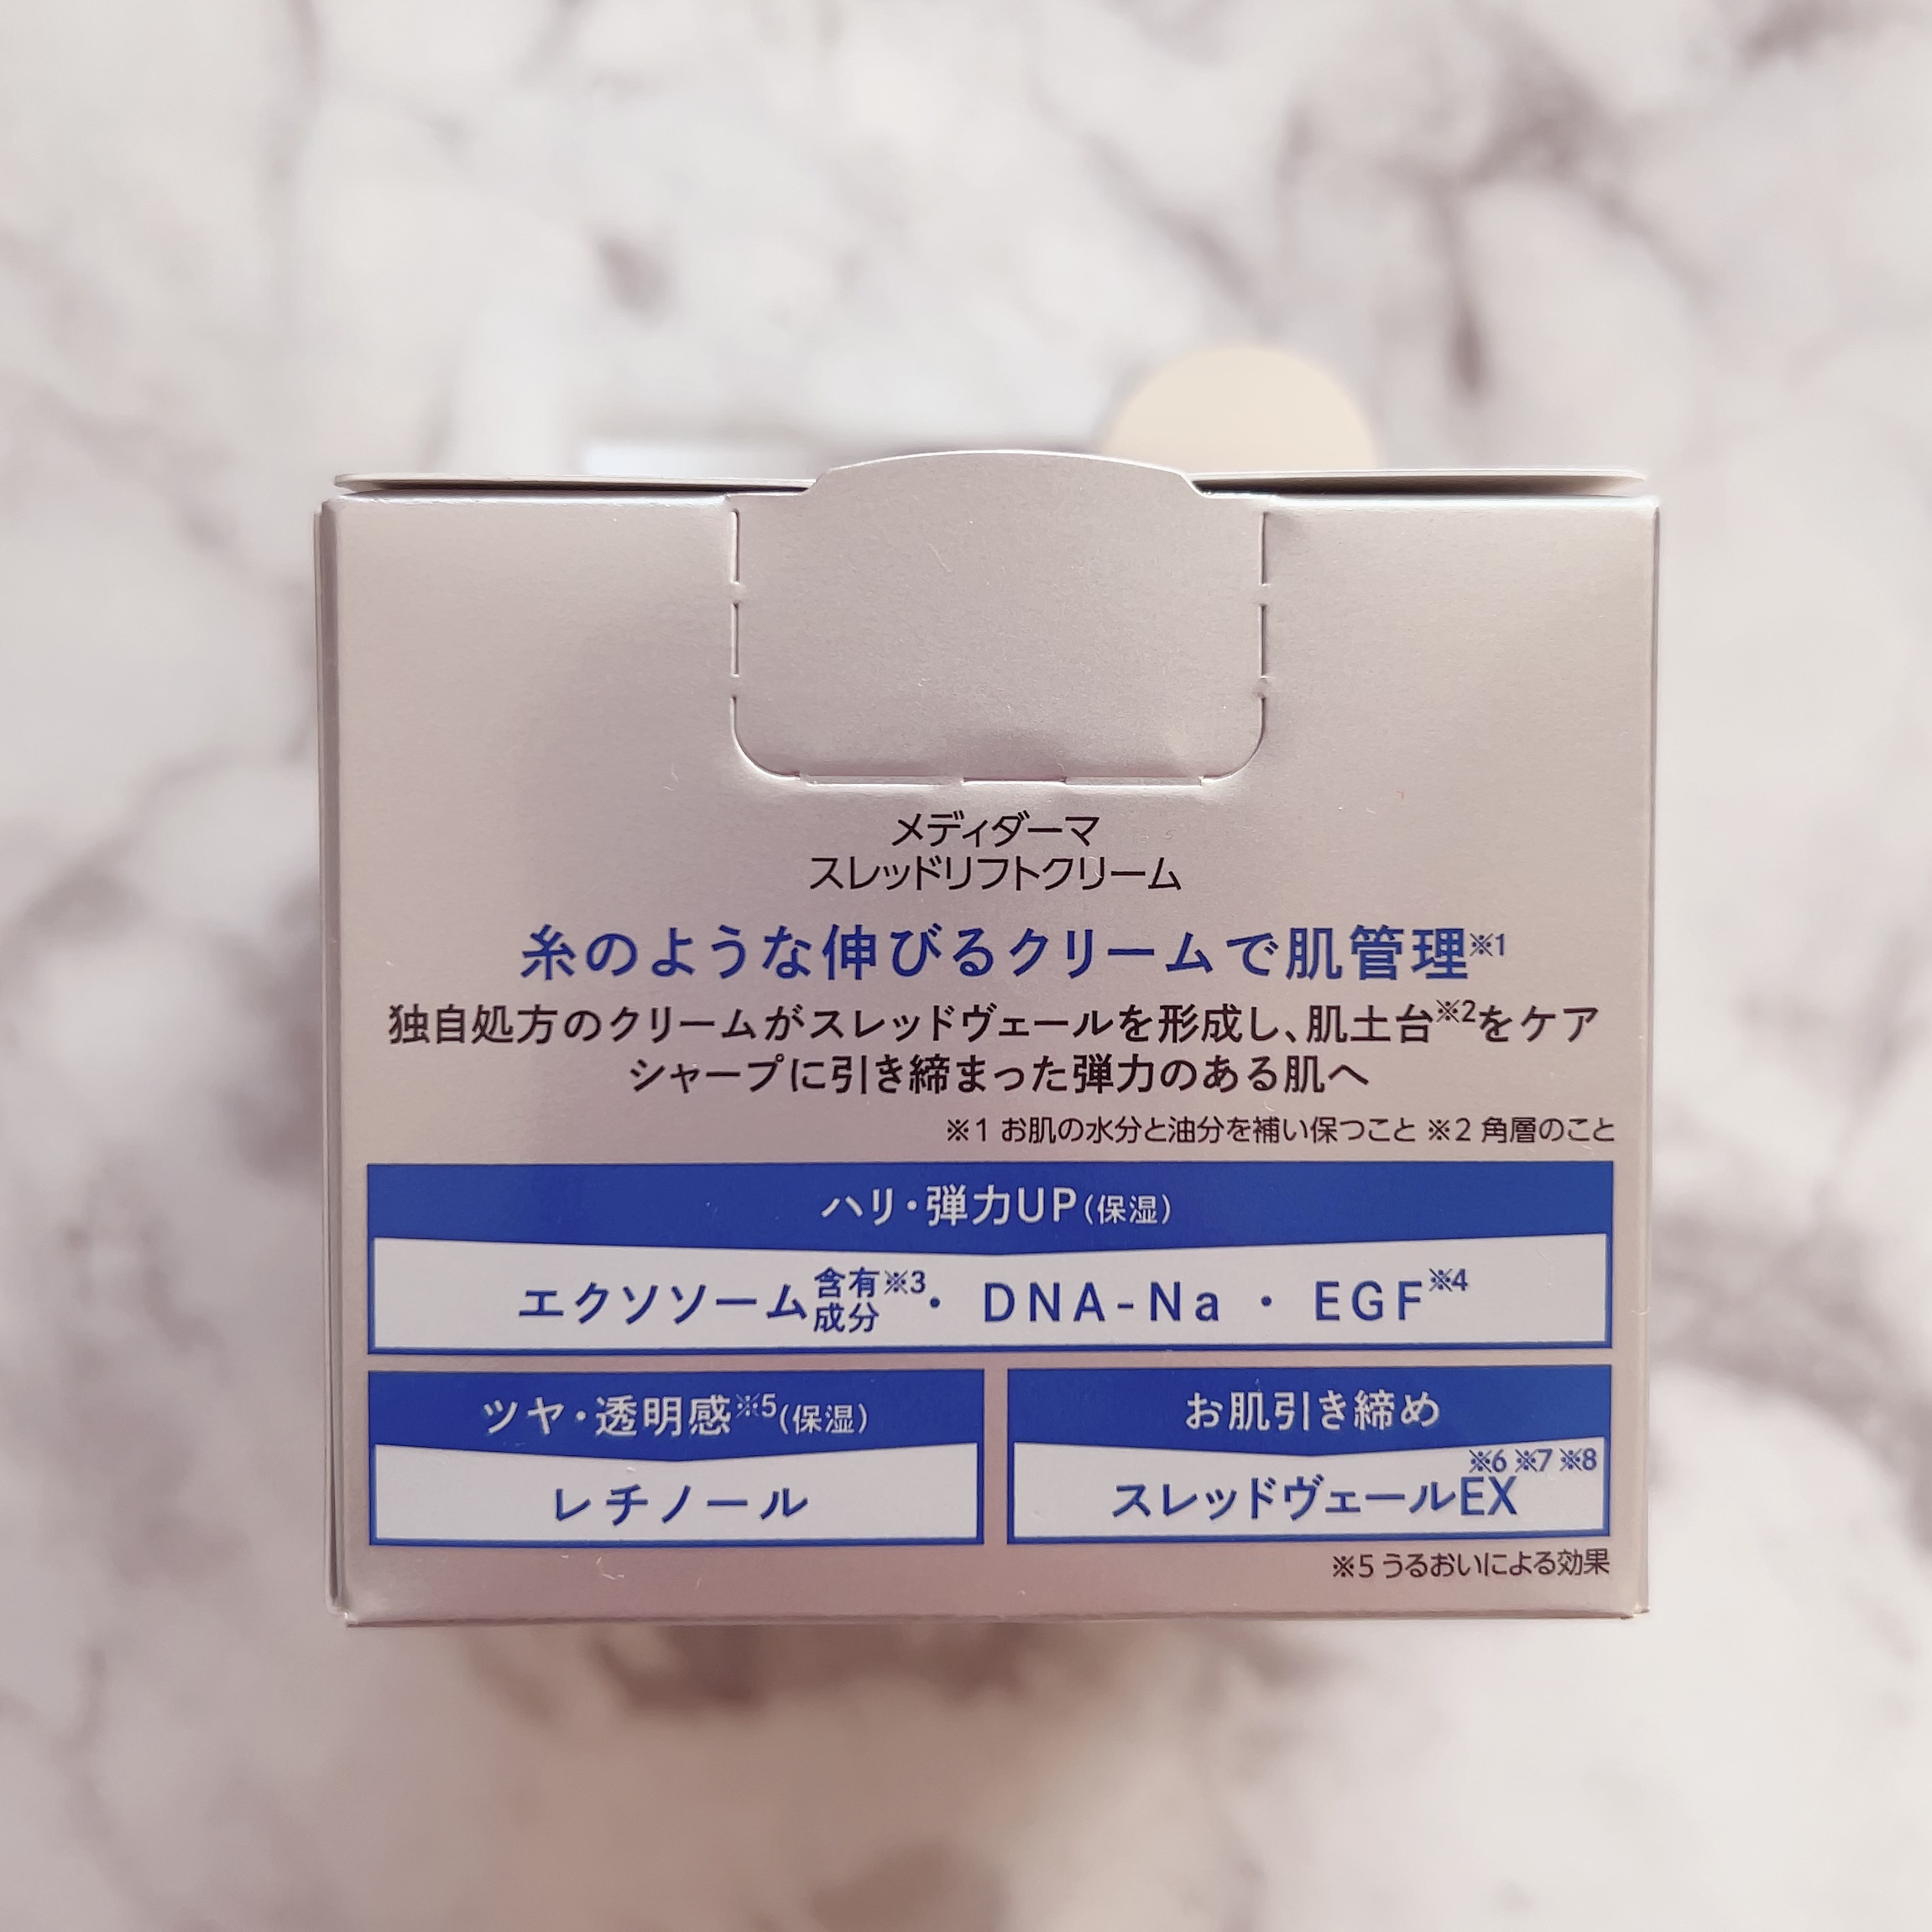 メディダーマ
スレッドリフトクリーム
糸のような伸びるクリームで肌管理※1
独自処方のクリームがスレッドヴェールを形成し、肌土台※2をケア
シャープに引き締まった弾力のある肌へ
※1 お肌の水分と油分を補い保つこと ※2 角層のこと
ハリ・弾力UP(保湿)
エクソソーム含有成分※3・ DNA-Na ・ EGF※4
ツヤ・透明感※5(保湿)
レチノール
お肌引き締め
スレッドヴェールEX※6 ※7 ※8
※5 うるおいによる効果